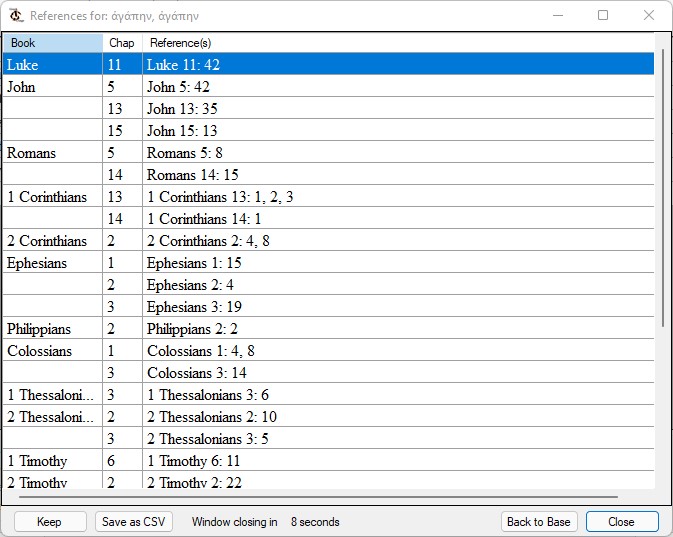 References for: ἀγάπην, ἀγάπην
Book Chap Reference(s)
Luke 11 Luke 11: 42
John 5 John 5: 42
13 John 13: 35
15 John 15: 13
Romans 5 Romans 5: 8
14 Romans 14: 15
1 Corinthians 13 1 Corinthians 13: 1, 2, 3
14 1 Corinthians 14: 1
2 Corinthians 2 2 Corinthians 2: 4, 8
Ephesians 1 Ephesians 1: 15
2 Ephesians 2: 4
3 Ephesians 3: 19
Philippians 2 Philippians 2: 2
Colossians 1 Colossians 1: 4, 8
3 Colossians 3: 14
1 Thessaloni... 3 1 Thessalonians 3: 6
2 Thessaloni... 2 2 Thessalonians 2: 10
3 2 Thessalonians 3: 5
1 Timothy 6 1 Timothy 6: 11
2 Timothy 2 2 Timothy 2: 22
Keep Save as CSV Window closing in 8 seconds Back to Base Close